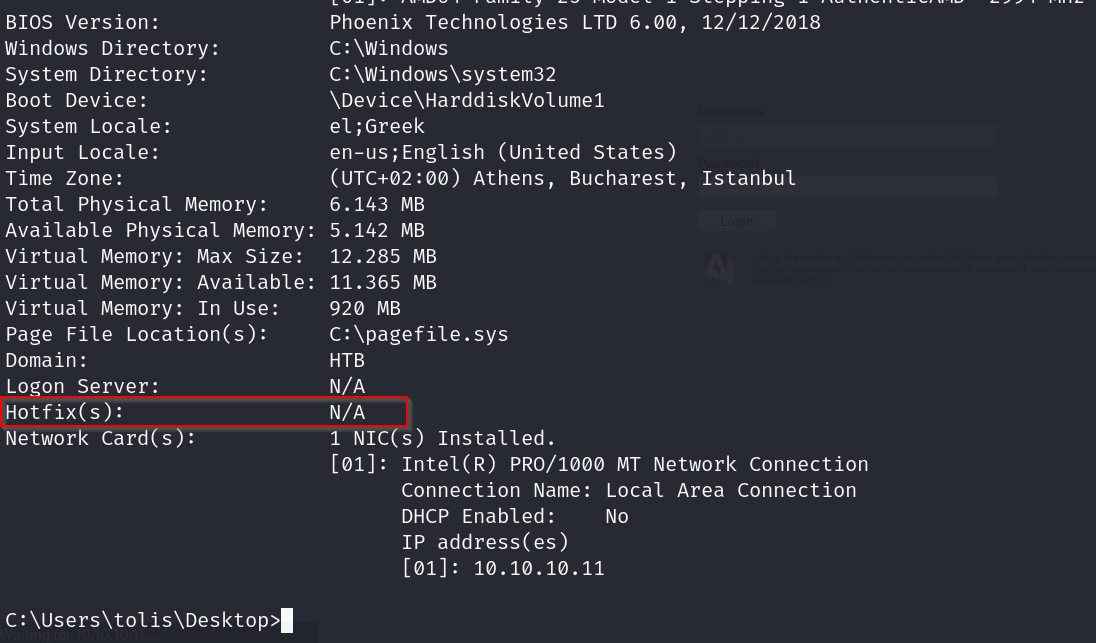 BIOS Version: Phoenix Technologies LTD 6.00, 12/12/2018
Windows Directory: C:\Windows
System Directory: C:\Windows\system32
Boot Device: \Device\HarddiskVolume1
System Locale: el;Greek
Input Locale: en-us;English (United States)
Time Zone: (UTC+02:00) Athens, Bucharest, Istanbul
Total Physical Memory: 6.143 MB
Available Physical Memory: 5.142 MB
Virtual Memory: Max Size: 12.285 MB
Virtual Memory: Available: 11.365 MB
Virtual Memory: In Use: 920 MB
Page File Location(s): C:\pagefile.sys
Domain: HTB
Logon Server: N/A
Hotfix(s): N/A
Network Card(s): 1 NIC(s) Installed.
[01]: Intel(R) PRO/1000 MT Network Connection
Connection Name: Local Area Connection
DHCP Enabled: No
IP address(es)
[01]: 10.10.10.11
C:\Users\tolis\Desktop>
User name
Password
Login
Waiting for 10.10.10.11...